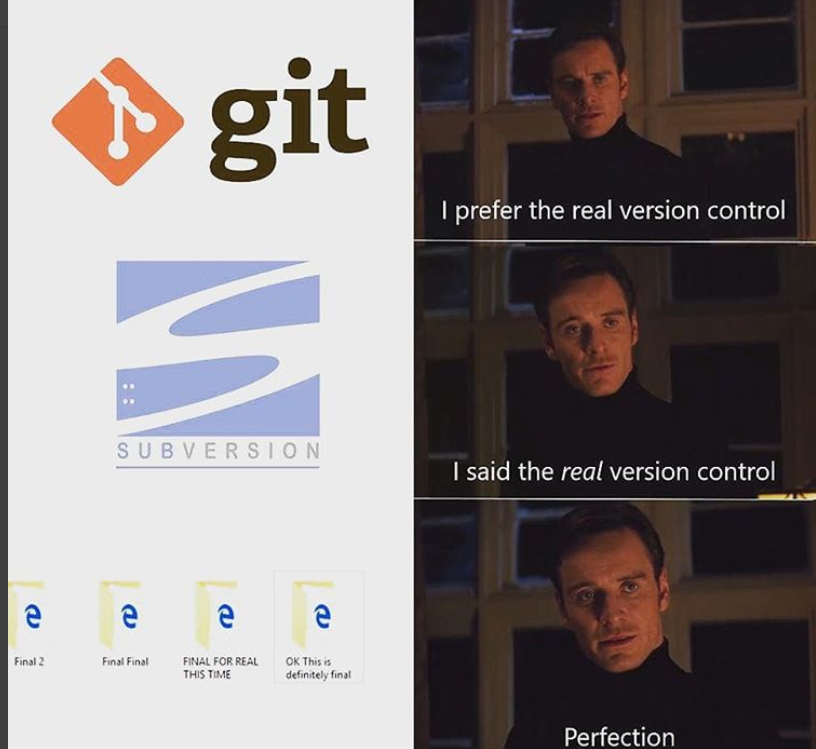 git
I prefer the real version control
SUBVERSION
I said the real version control
Final 2
Final Final
FINAL FOR REAL
THIS TIME
OK This is
definitely final
Perfection